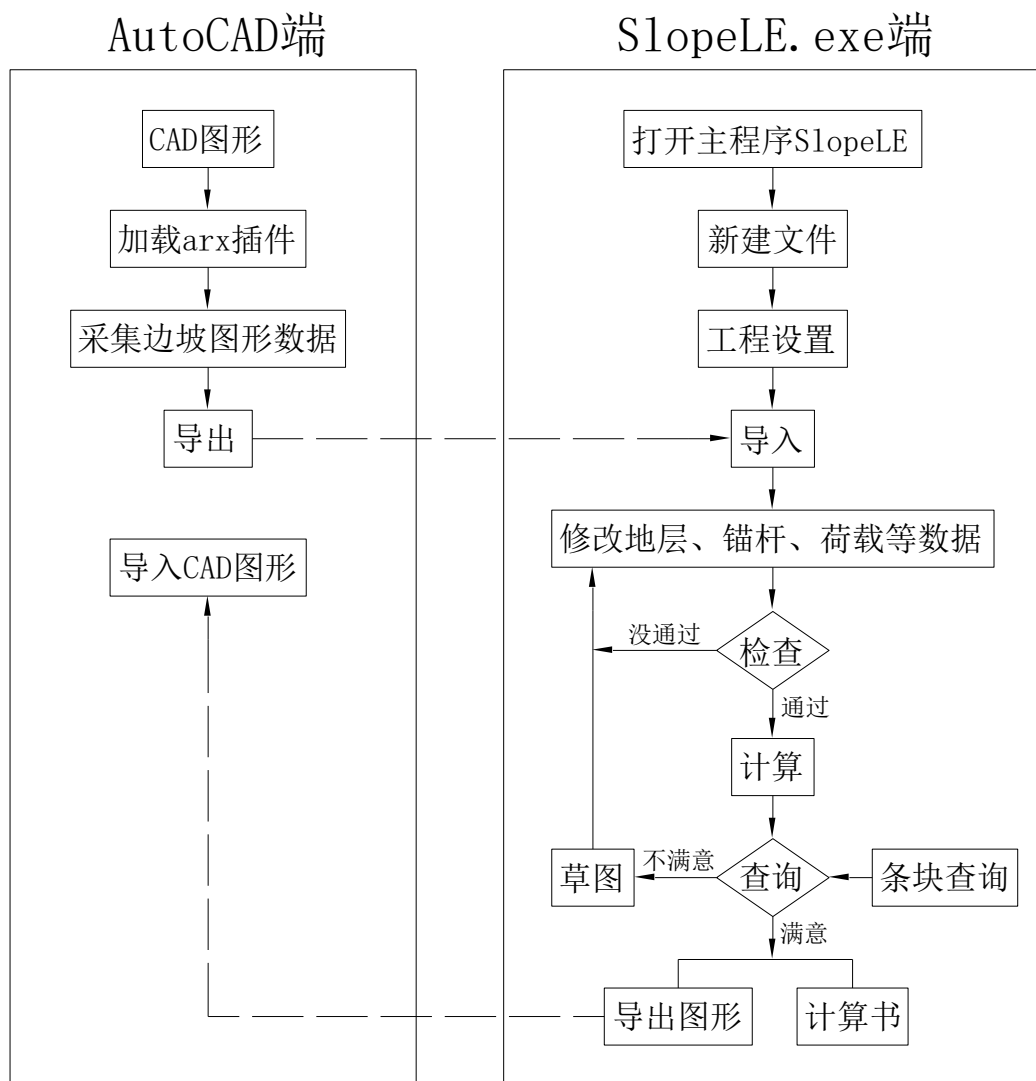 AutoCAD端
SlopeLE.exe端
CAD图形
加载arx插件
采集边坡图形数据
导出
导入CAD图形
打开主程序SlopeLE
新建文件
工程设置
导入
修改地层、锚杆、荷载等数据
没通过
检查
通过
计算
草图
不满意
查询
条块查询
满意
导出图形
计算书